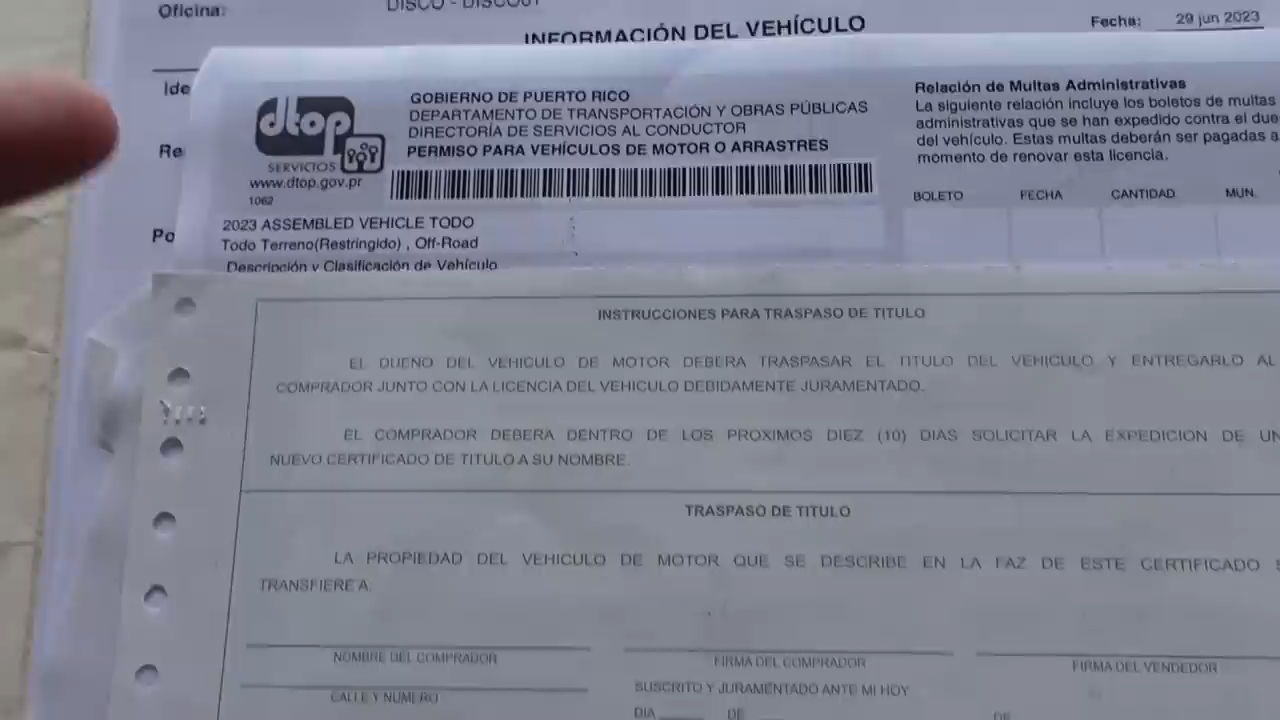 Oficina:
DISCO - DISCO01
INFORMACIÓN DEL VEHÍCULO
Fecha: 29 jun 2023
Ide
Re
Po
dtop
SERVICIOS
www.dtop.gov.pr
1062
GOBIERNO DE PUERTO RICO
DEPARTAMENTO DE TRANSPORTACIÓN Y OBRAS PÚBLICAS
DIRECTORÍA DE SERVICIOS AL CONDUCTOR
PERMISO PARA VEHÍCULOS DE MOTOR O ARRASTRES
Relación de Multas Administrativas
La siguiente relación incluye los boletos de multas
administrativas que se han expedido contra el due
del vehículo. Estas multas deberán ser pagadas a
momento de renovar esta licencia.
BOLETO FECHA CANTIDAD MUN.
2023 ASSEMBLED VEHICLE TODO
Todo Terreno(Restringido) , Off-Road
Descripción y Clasificación de Vehículo
INSTRUCCIONES PARA TRASPASO DE TITULO
EL DUENO DEL VEHICULO DE MOTOR DEBERA TRASPASAR EL TITULO DEL VEHICULO Y ENTREGARLO AL
COMPRADOR JUNTO CON LA LICENCIA DEL VEHICULO DEBIDAMENTE JURAMENTADO.
EL COMPRADOR DEBERA DENTRO DE LOS PROXIMOS DIEZ (10) DIAS SOLICITAR LA EXPEDICION DE UN
NUEVO CERTIFICADO DE TITULO A SU NOMBRE.
TRASPASO DE TITULO
LA PROPIEDAD DEL VEHICULO DE MOTOR QUE SE DESCRIBE EN LA FAZ DE ESTE CERTIFICADO
TRANSFIERE A.
NOMBRE DEL COMPRADOR FIRMA DEL COMPRADOR FIRMA DEL VENDEDOR
CALLE Y NUMERO SUSCRITO Y JURAMENTADO ANTE MI HOY
DIA DE DE